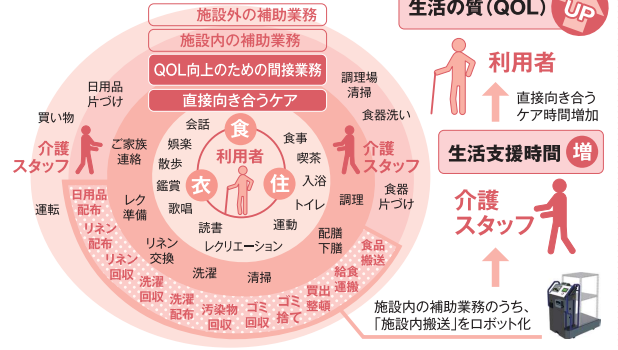 施設外の補助業務
施設内の補助業務
QOL向上のための間接業務
直接向き合うケア
日用品
片づけ
買い物
介護
スタッフ
運転
ご家族
連絡
レク
準備
リネン
交換
洗濯
清掃
配膳
下膳
調理
調理場
清掃
食器洗い
介護
スタッフ
食器
片づけ
会話
娯楽
散歩
鑑賞
歌唱
読書
レクリエーション
運動
トイレ
入浴
喫茶
食事
食
利用者
衣
住
日用品
配布
リネン
配布
リネン
回収
洗濯
回収
洗濯
配布
汚染物
回収
ゴミ
回収
ゴミ
捨て
買出
整頓
給食
運搬
食品
搬送
生活の質(QOL)
UP
利用者
直接向き合う
ケア時間増加
生活支援時間 増
介護
スタッフ
施設内の補助業務のうち、
「施設内搬送」をロボット化